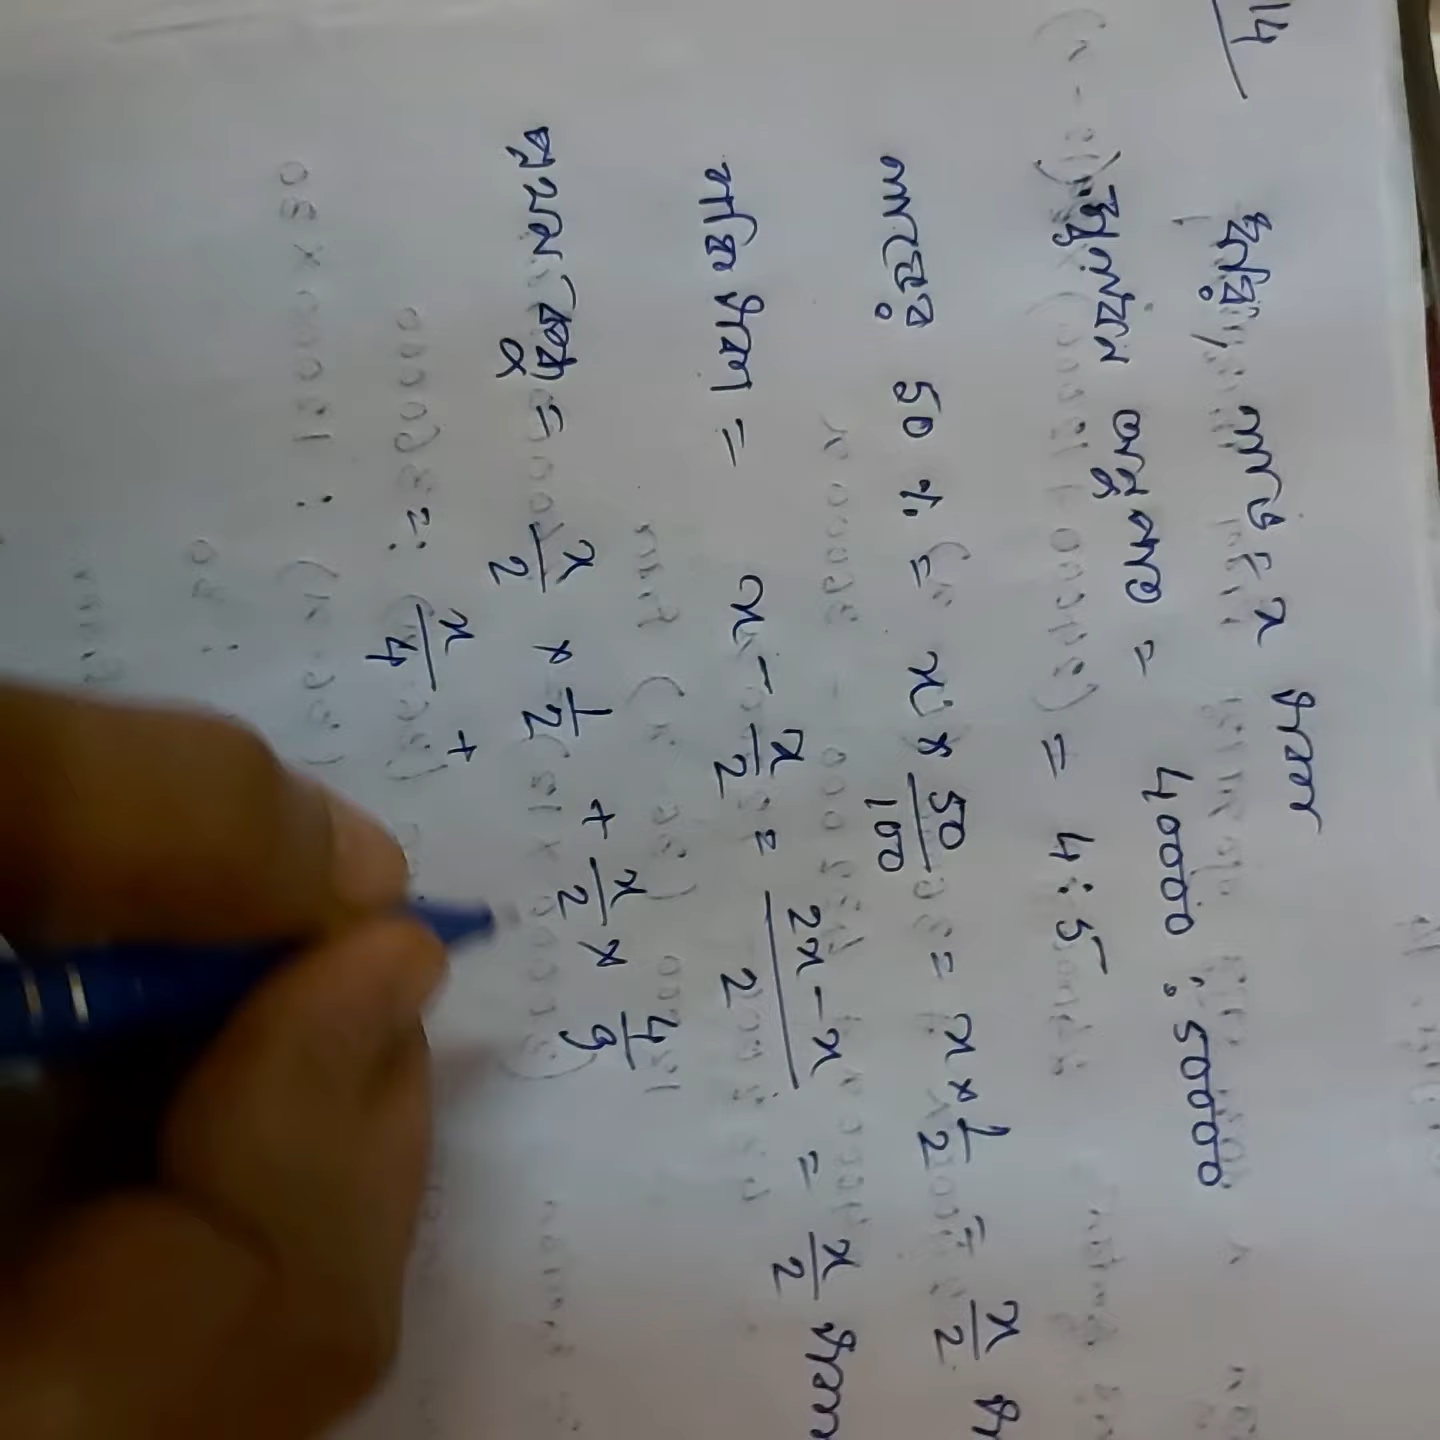 14
ধরি, লাভ = x টাকা
মূলধনের অনুপাত = 40000 : 50000
= 4 : 5
লাভের 50 % = x × 50/100 = x × 1/2 = x/2
বাকি টাকা = x - x/2 = 2x - x / 2 = x/2 টাকা
= x/2 × 1/2 + x/2 × 4/9
= x/4 +